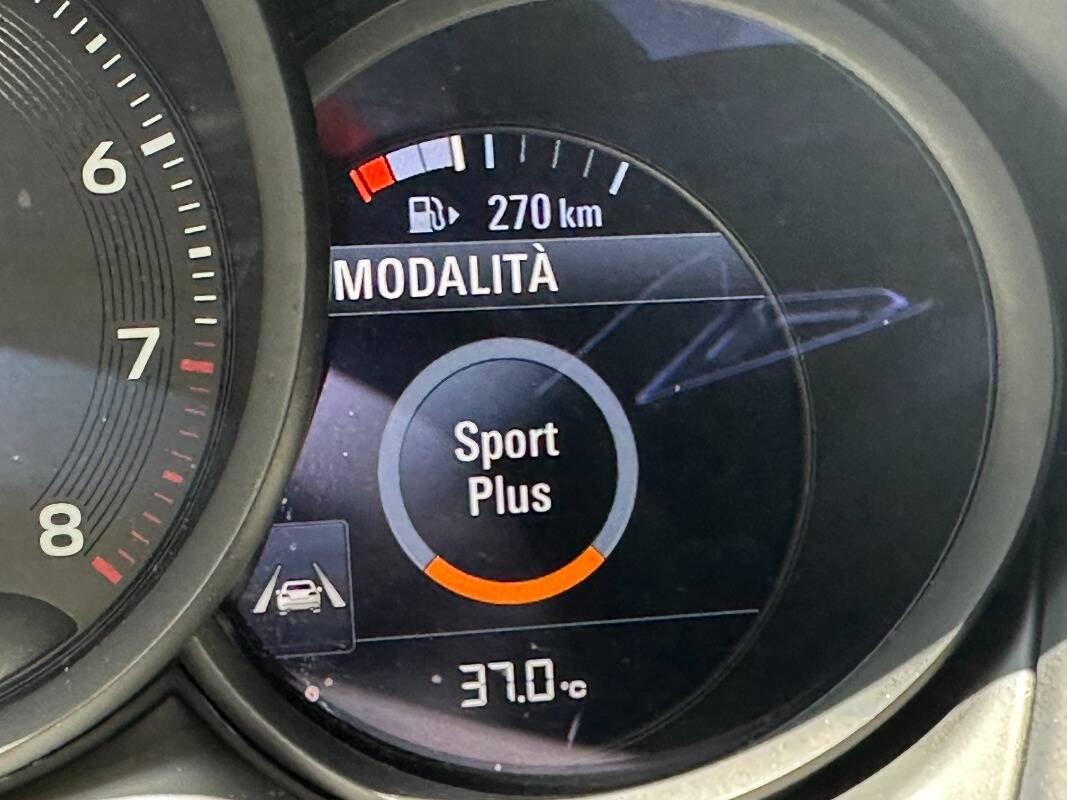 6
7
8
270 km
MODALITÀ
Sport
Plus
37.0°C